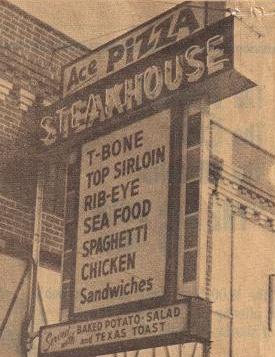 Ace PIZZA
STEAKHOUSE
T-BONE
TOP SIRLOIN
RIB-EYE
SEA FOOD
SPAGHETTI
CHICKEN
Sandwiches
Served with BAKED POTATO-SALAD
and TEXAS TOAST